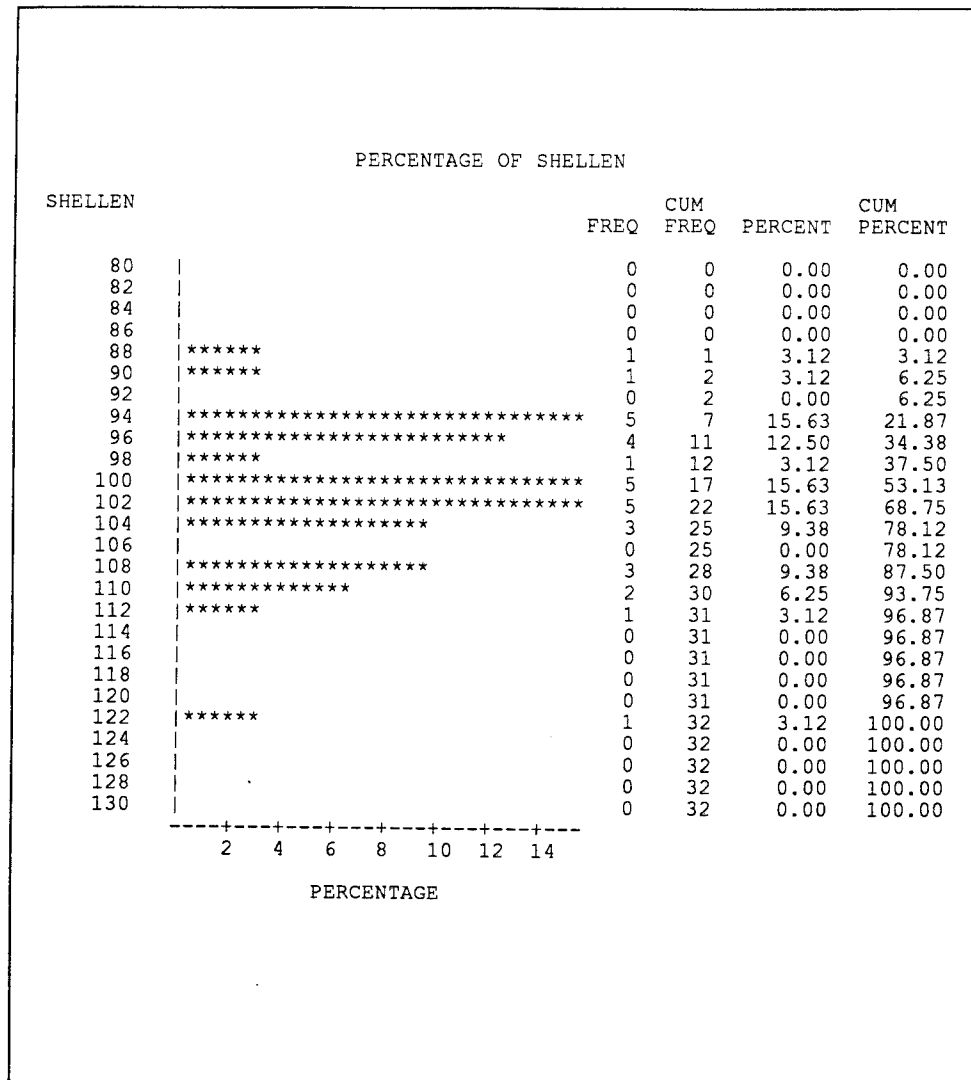 PERCENTAGE OF SHELLEN
SHELLEN CUM CUM
FREQ FREQ PERCENT PERCENT
80 | 0 0 0.00 0.00
82 | 0 0 0.00 0.00
84 | 0 0 0.00 0.00
86 | 0 0 0.00 0.00
88 |****** 1 1 3.12 3.12
90 |****** 1 2 3.12 6.25
92 | 0 2 0.00 6.25
94 |******************************* 5 7 15.63 21.87
96 |************************* 4 11 12.50 34.38
98 |****** 1 12 3.12 37.50
100 |******************************* 5 17 15.63 53.13
102 |******************************* 5 22 15.63 68.75
104 |******************* 3 25 9.38 78.12
106 | 0 25 0.00 78.12
108 |******************* 3 28 9.38 87.50
110 |************* 2 30 6.25 93.75
112 |****** 1 31 3.12 96.87
114 | 0 31 0.00 96.87
116 | 0 31 0.00 96.87
118 | 0 31 0.00 96.87
120 | 0 31 0.00 96.87
122 |****** 1 32 3.12 100.00
124 | 0 32 0.00 100.00
126 | 0 32 0.00 100.00
128 | 0 32 0.00 100.00
130 | 0 32 0.00 100.00
----+---+---+---+---+---+---+---
2 4 6 8 10 12 14
PERCENTAGE